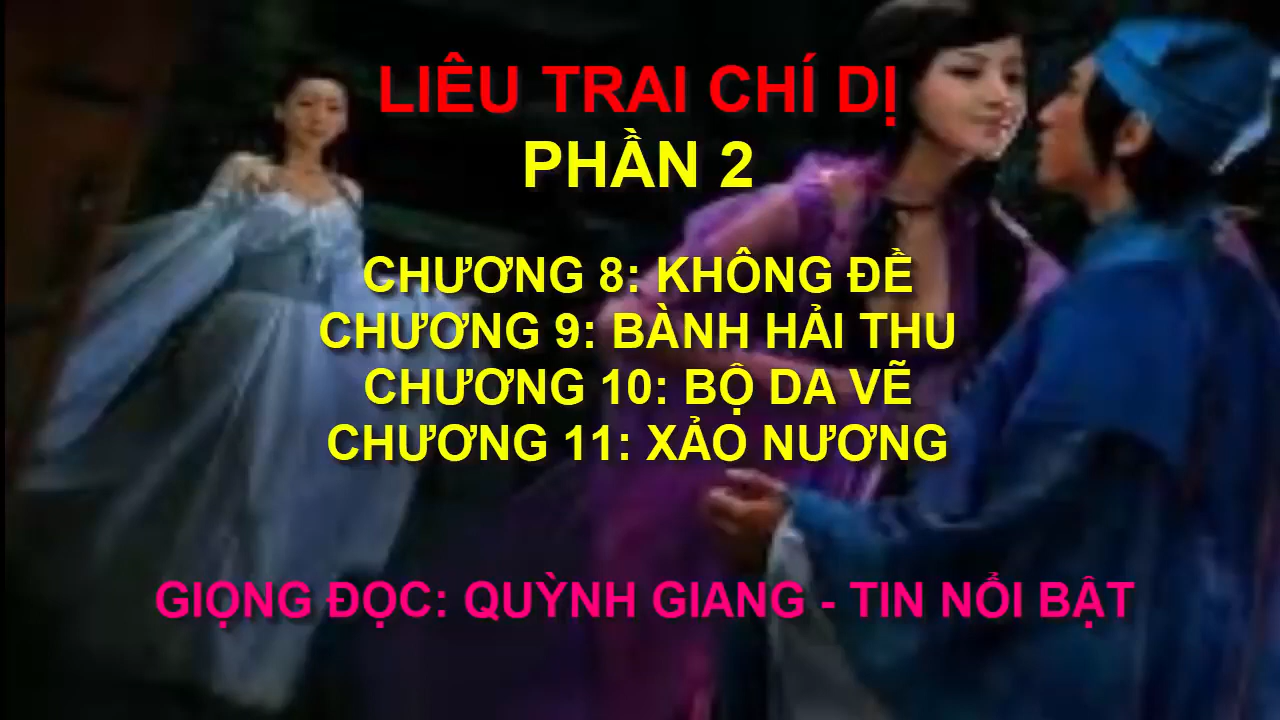 LIÊU TRAI CHÍ DỊ
PHẦN 2
CHƯƠNG 8: KHÔNG ĐỀ
CHƯƠNG 9: BÀNH HẢI THU
CHƯƠNG 10: BỘ DA VẼ
CHƯƠNG 11: XẢO NƯƠNG
GIỌNG ĐỌC: QUỲNH GIANG - TIN NỔI BẬT